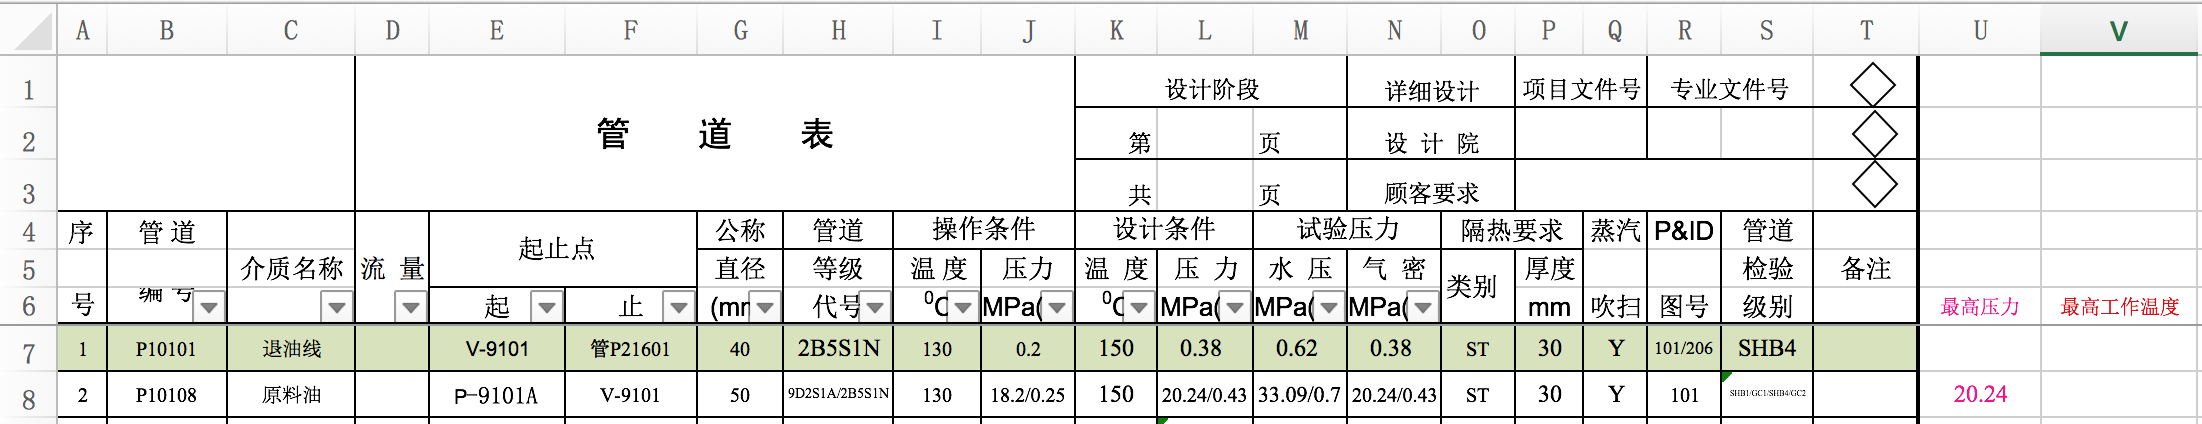 A B C D E F G H I J K L M N O P Q R S T U V
1 设计阶段 详细设计 项目文件号 专业文件号
管 道 表
2 第 页 设 计 院
3 共 页 顾客要求
4 序 管 道 公称 管道 操作条件 设计条件 试验压力 隔热要求 蒸汽 P&ID 管道
起止点
5 介质名称 流 量 直径 等级 温 度 压力 温 度 压 力 水 压 气 密 类别 厚度 检验 备注
6 号 编 号 起 止 (mm 代号 ⁰C MPa( ⁰C MPa( MPa( MPa( mm 吹扫 图号 级别 最高压力 最高工作温度
7 1 P10101 退油线 V-9101 管P21601 40 2B5S1N 130 0.2 150 0.38 0.62 0.38 ST 30 Y 101/206 SHB4
8 2 P10108 原料油 P-9101A V-9101 50 9D2S1A/2B5S1N 130 18.2/0.25 150 20.24/0.43 33.09/0.7 20.24/0.43 ST 30 Y 101 SHB1/GC1/SHB4/GC2 20.24